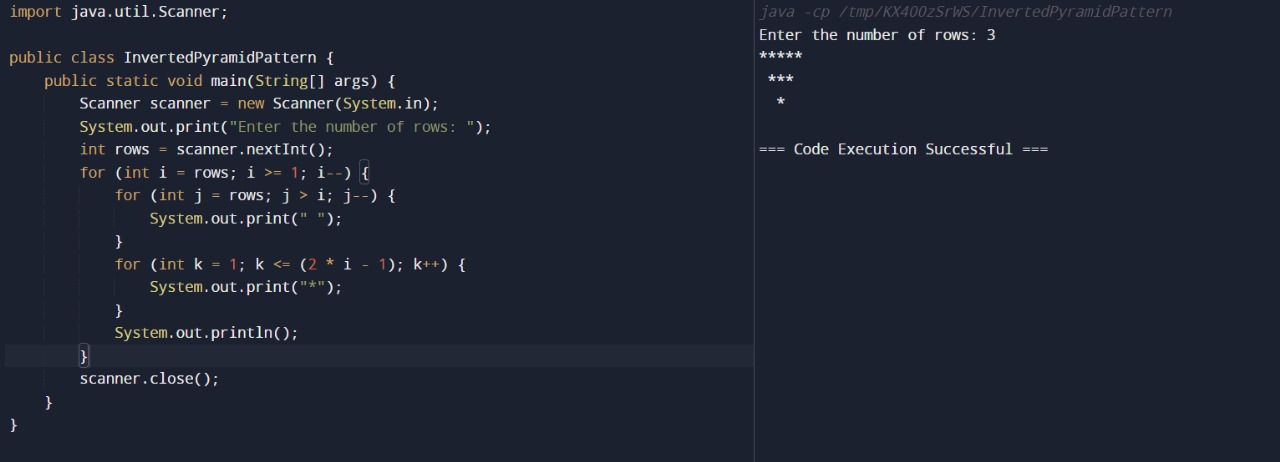 import java.util.Scanner;

public class InvertedPyramidPattern {
    public static void main(String[] args) {
        Scanner scanner = new Scanner(System.in);
        System.out.print("Enter the number of rows: ");
        int rows = scanner.nextInt();
        for (int i = rows; i >= 1; i--) {
            for (int j = rows; j > i; j--) {
                System.out.print(" ");
            }
            for (int k = 1; k <= (2 * i - 1); k++) {
                System.out.print("*");
            }
            System.out.println();
        }
        scanner.close();
    }
}
java -cp /tmp/KX4OOzSrWS/InvertedPyramidPattern
Enter the number of rows: 3
*****
 ***
  *

=== Code Execution Successful ===